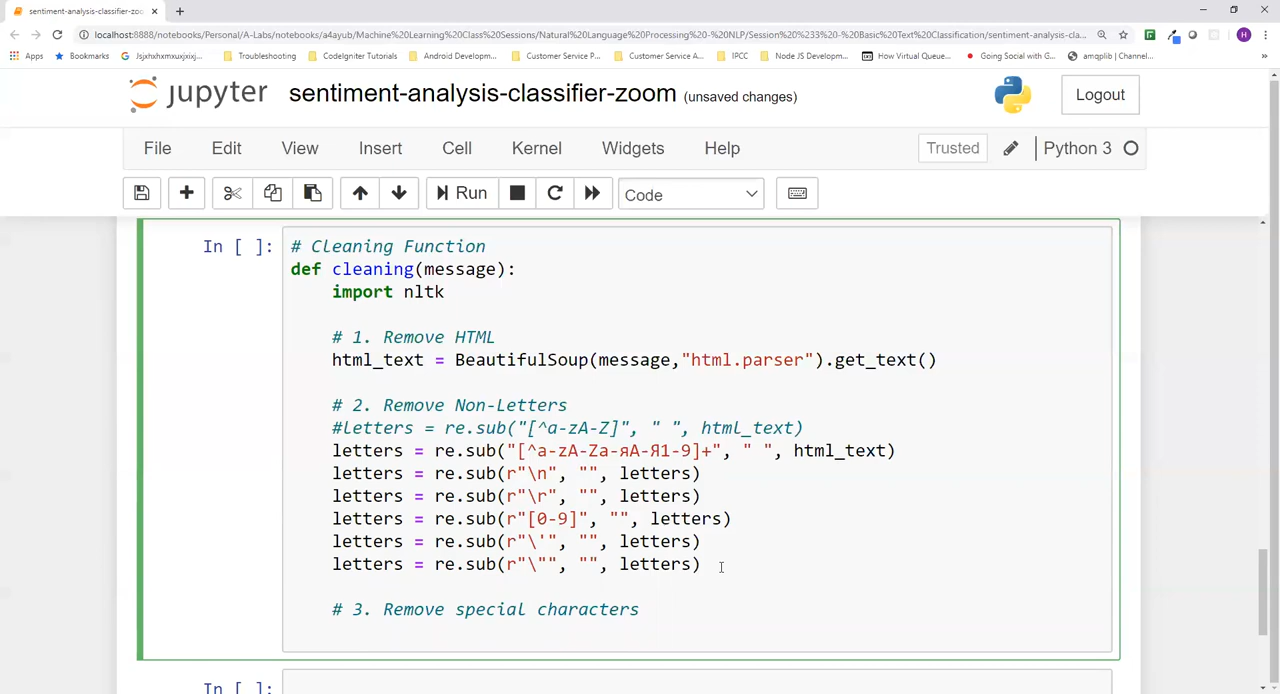 sentiment-analysis-classifier-zoo
localhost:8888/notebooks/Personal/A-Labs/notebooks/a4ayub/Machine%20Learning%20Class%20Sessions/Natural%20Language%20Processing%20-%20NLP/Session%20%233%20-%20Basic%20Text%20Classification/sentiment-analysis-cla...
Apps Bookmarks Jsjxhxmxuxjxixj... Troubleshooting CodeIgniter Tutorials Android Developm... Customer Service P... Customer Service A... IPCC Node JS Developm... How Virtual Queue... Going Social with G... amqplib | Channel...
jupyter sentiment-analysis-classifier-zoom (unsaved changes) Logout
File Edit View Insert Cell Kernel Widgets Help Trusted Python 3
Run Code
In [ ]: # Cleaning Function
def cleaning(message):
import nltk
# 1. Remove HTML
html_text = BeautifulSoup(message,"html.parser").get_text()
# 2. Remove Non-Letters
#letters = re.sub("[^a-zA-Z]", " ", html_text)
letters = re.sub("[^a-zA-Zа-яА-Я1-9]+", " ", html_text)
letters = re.sub(r"\n", "", letters)
letters = re.sub(r"\r", "", letters)
letters = re.sub(r"[0-9]", "", letters)
letters = re.sub(r"\'", "", letters)
letters = re.sub(r"\"", "", letters)
# 3. Remove special characters
In [ ]: